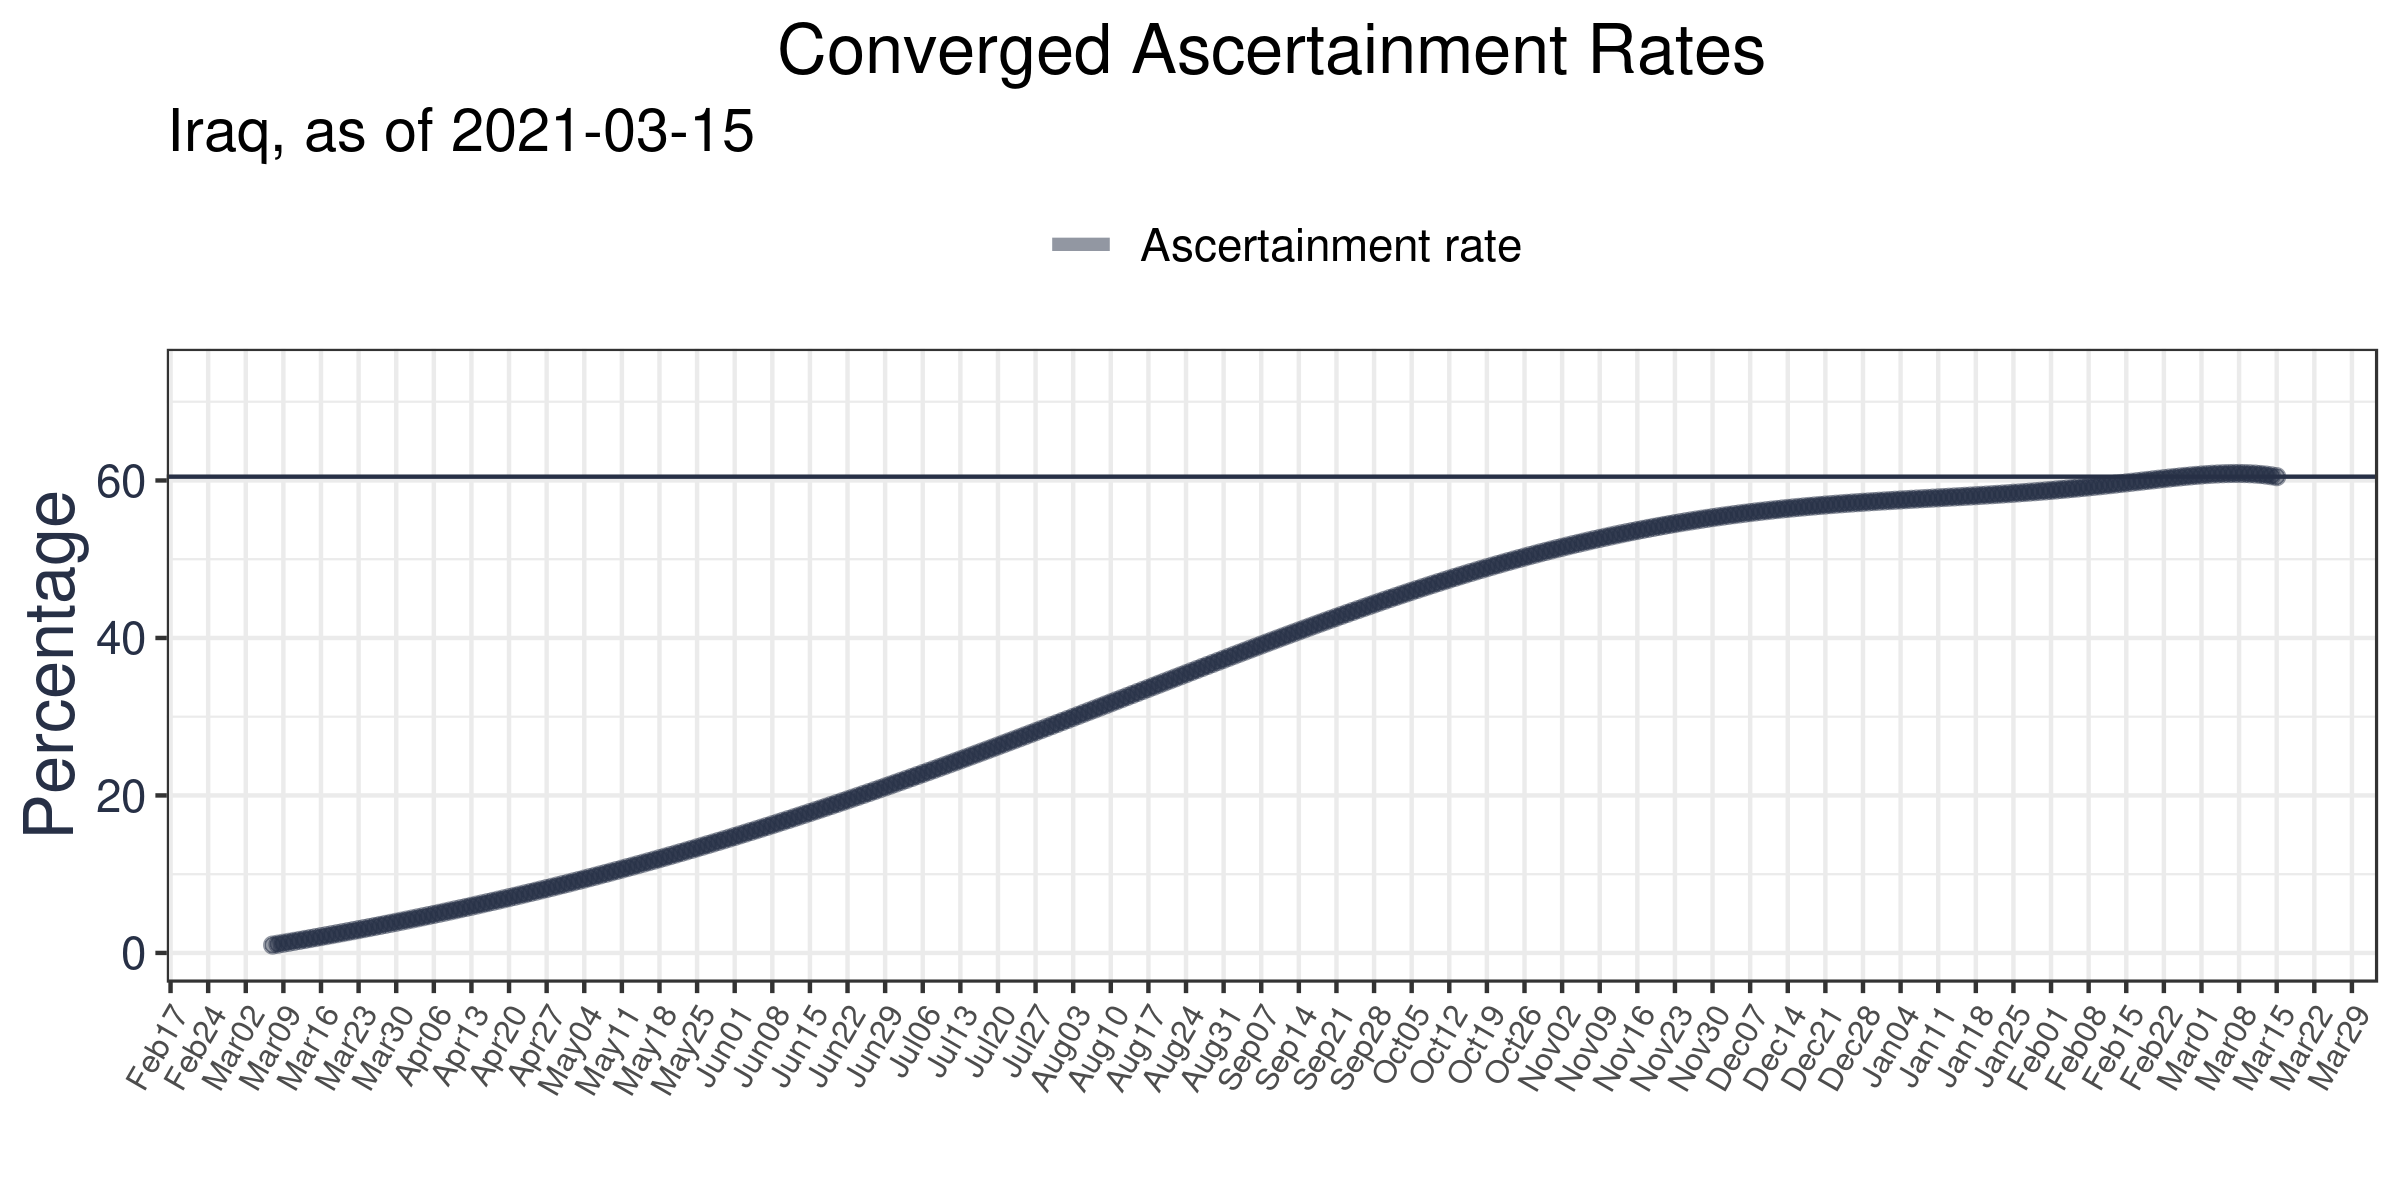 Converged Ascertainment Rates
Iraq, as of 2021-03-15
Ascertainment rate
Percentage
60
40
20
0
Feb17 Feb24 Mar02 Mar09 Mar16 Mar23 Mar30 Apr06 Apr13 Apr20 Apr27 May04 May11 May18 May25 Jun01 Jun08 Jun15 Jun22 Jun29 Jul06 Jul13 Jul20 Jul27 Aug03 Aug10 Aug17 Aug24 Aug31 Sep07 Sep14 Sep21 Sep28 Oct05 Oct12 Oct19 Oct26 Nov02 Nov09 Nov16 Nov23 Nov30 Dec07 Dec14 Dec21 Dec28 Jan04 Jan11 Jan18 Jan25 Feb01 Feb08 Feb15 Feb22 Mar01 Mar08 Mar15 Mar22 Mar29